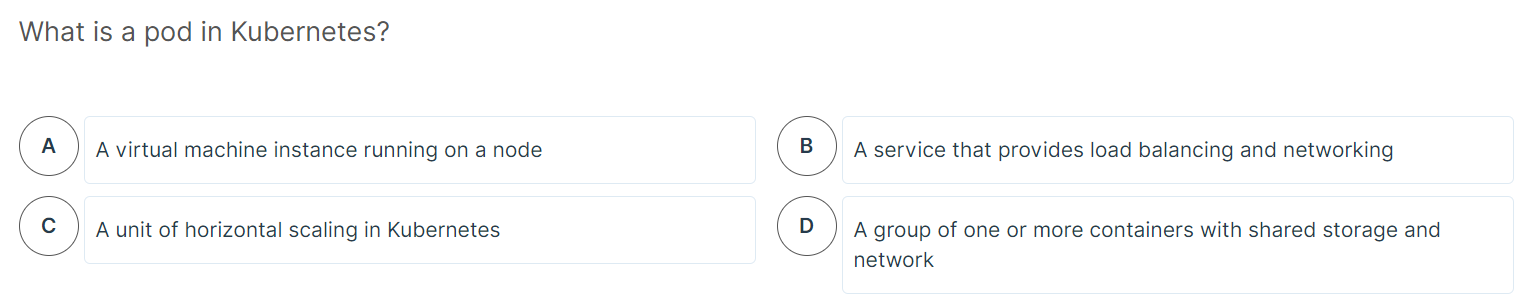 What is a pod in Kubernetes?
A
A virtual machine instance running on a node
B
A service that provides load balancing and networking
C
A unit of horizontal scaling in Kubernetes
D
A group of one or more containers with shared storage and
network